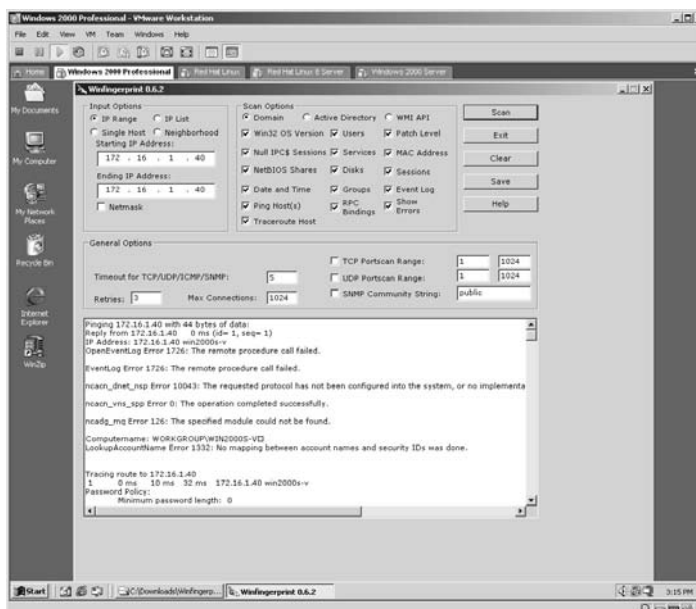 Windows 2000 Professional - VMware Workstation
File Edit View VM Team Windows Help
Home Windows 2000 Professional Red Hat Linux Red Hat Linux 8 Server Windows 2000 Server
My Documents
My Computer
My Network Places
Recycle Bin
Internet Explorer
WinZip
Winfingerprint 0.6.2
Input Options
IP Range IP List
Single Host Neighborhood
Starting IP Address:
172 . 16 . 1 . 40
Ending IP Address:
172 . 16 . 1 . 40
Netmask
Scan Options
Domain Active Directory WMI API
Win32 OS Version Users Patch Level
Null IPC$ Sessions Services MAC Address
NetBIOS Shares Disks Sessions
Date and Time Groups Event Log
Ping Host(s) RPC Bindings Show Errors
Traceroute Host
Scan
Exit
Clear
Save
Help
General Options
Timeout for TCP/UDP/ICMP/SNMP: 5
Retries: 3 Max Connections: 1024
TCP Portscan Range: 1 1024
UDP Portscan Range: 1 1024
SNMP Community String: public
Pinging 172.16.1.40 with 44 bytes of data:
Reply from 172.16.1.40 0 ms (id= 1, seq= 1)
IP Address: 172.16.1.40 win2000s-v
OpenEventLog Error 1726: The remote procedure call failed.
EventLog Error 1726: The remote procedure call failed.
ncacn_dnet_nsp Error 10043: The requested protocol has not been configured into the system, or no implementa
ncacn_vns_spp Error 0: The operation completed successfully.
ncadg_mq Error 126: The specified module could not be found.
Computername: WORKGROUP\WIN2000S-V
LookupAccountName Error 1332: No mapping between account names and security IDs was done.
Tracing route to 172.16.1.40
1 0 ms 10 ms 32 ms 172.16.1.40 win2000s-v
Password Policy:
Minimum password length: 0
Start C:\Downloads\Winfingerp... Winfingerprint 0.6.2 3:15 PM